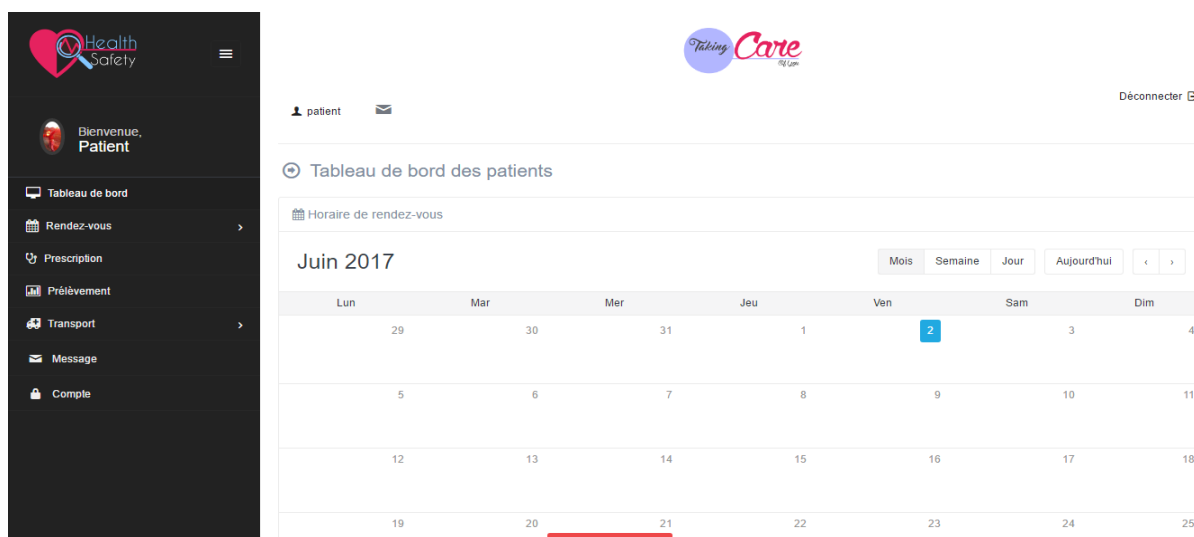 Health
Safety
Bienvenue,
Patient
Tableau de bord
Rendez-vous
Prescription
Prélèvement
Transport
Message
Compte
Taking Care
patient
Déconnecter
Tableau de bord des patients
Horaire de rendez-vous
Juin 2017
Mois Semaine Jour Aujourd'hui
Lun Mar Mer Jeu Ven Sam Dim
29 30 31 1 2 3 4
5 6 7 8 9 10 11
12 13 14 15 16 17 18
19 20 21 22 23 24 25